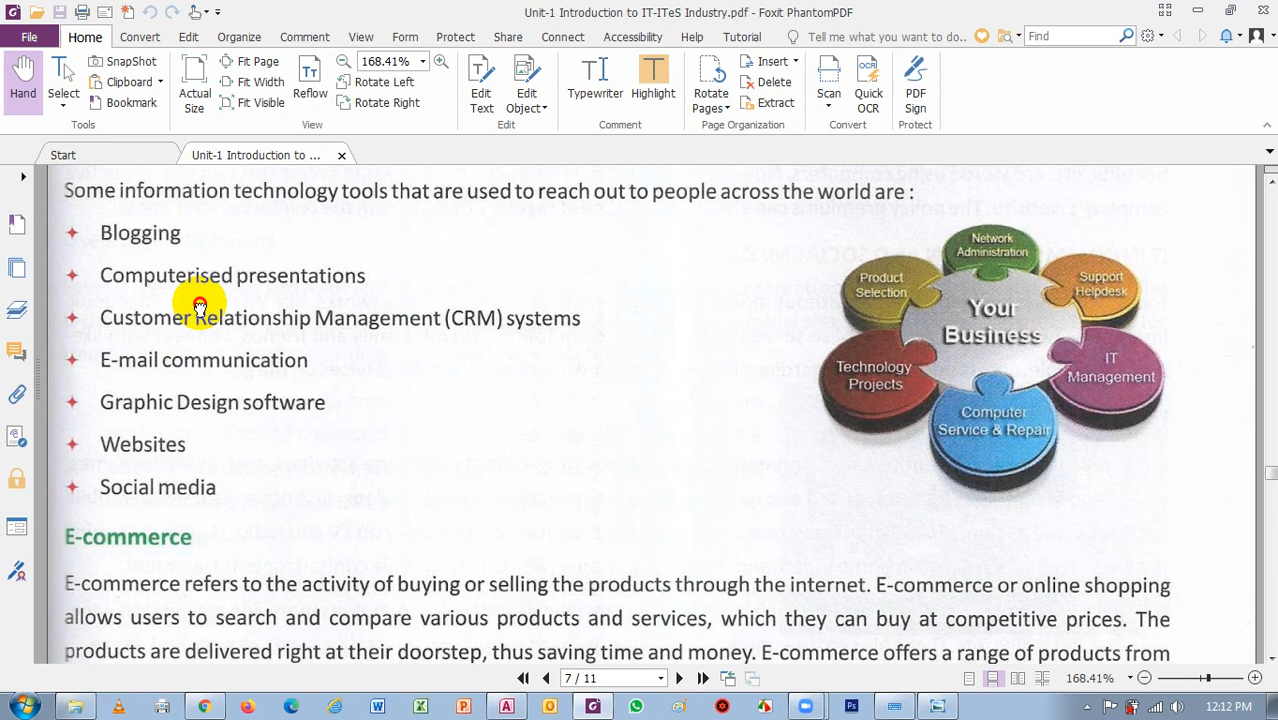 Unit-1 Introduction to IT-ITeS Industry.pdf - Foxit PhantomPDF
File Home Convert Edit Organize Comment View Form Protect Share Connect Accessibility Help Tutorial Tell me what you want to do.. Find
Hand
Select
SnapShot
Clipboard
Bookmark
Tools
Actual Size
Fit Page
Fit Width
Fit Visible
Reflow
168.41%
Rotate Left
Rotate Right
View
Edit Text
Edit Object
Edit
Typewriter
Highlight
Comment
Rotate Pages
Insert
Delete
Extract
Page Organization
Scan
Quick OCR
Convert
PDF Sign
Protect
Start
Unit-1 Introduction to ...
Some information technology tools that are used to reach out to people across the world are :
Blogging
Computerised presentations
Customer Relationship Management (CRM) systems
E-mail communication
Graphic Design software
Websites
Social media
Network Administration
Product Selection
Support Helpdesk
Your Business
Technology Projects
IT Management
Computer Service & Repair
E-commerce
E-commerce refers to the activity of buying or selling the products through the internet. E-commerce or online shopping
allows users to search and compare various products and services, which they can buy at competitive prices. The
products are delivered right at their doorstep, thus saving time and money. E-commerce offers a range of products from
7 / 11
168.41%
12:12 PM